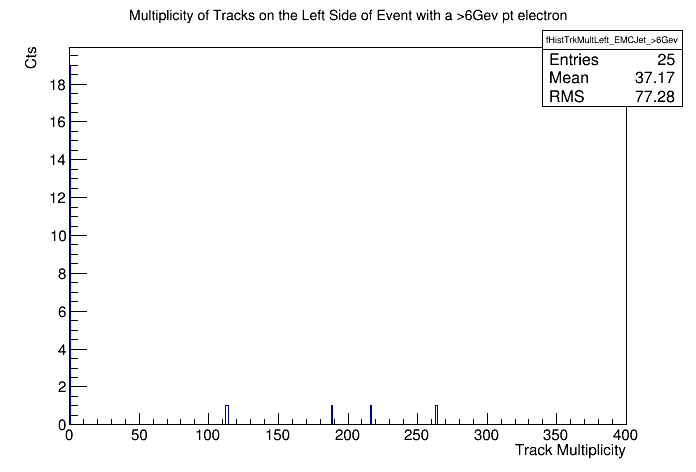 Multiplicity of Tracks on the Left Side of Event with a >6Gev pt electron
Cts
fHistTrkMultLeft_EMCJet_>6Gev
Entries 25
Mean 37.17
RMS 77.28
18
16
14
12
10
8
6
4
2
0
0 50 100 150 200 250 300 350 400
Track Multiplicity